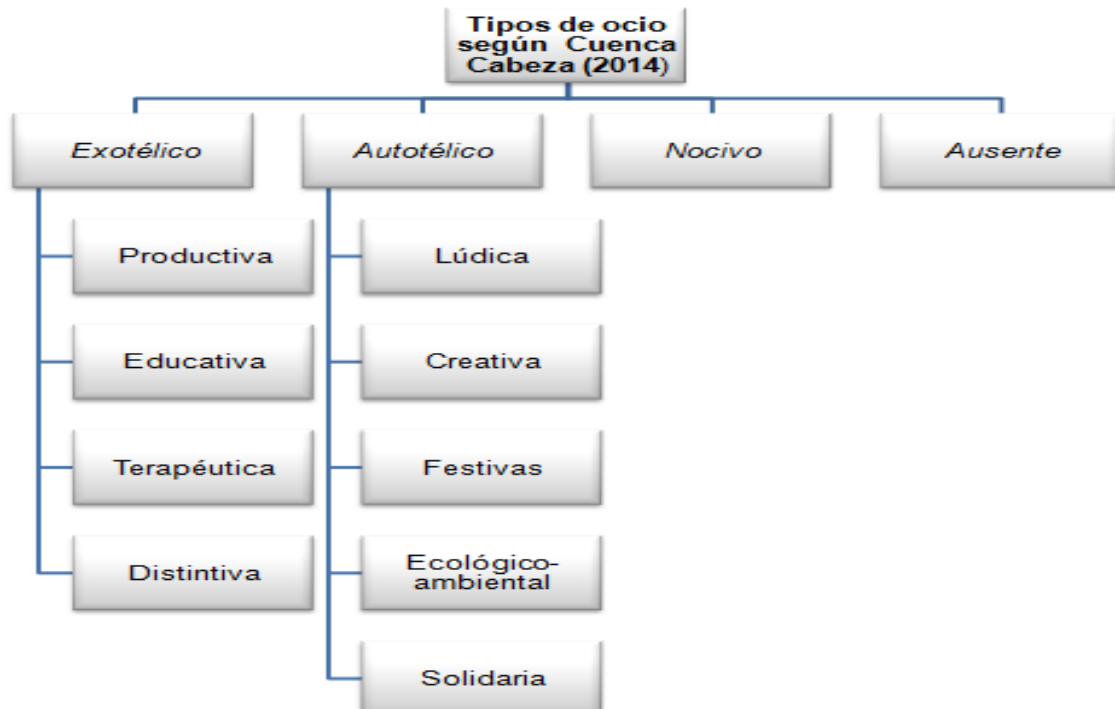 Tipos de ocio
según Cuenca
Cabeza (2014)
Exotélico
Autotélico
Nocivo
Ausente
Productiva
Educativa
Terapéutica
Distintiva
Lúdica
Creativa
Festivas
Ecológico-
ambiental
Solidaria